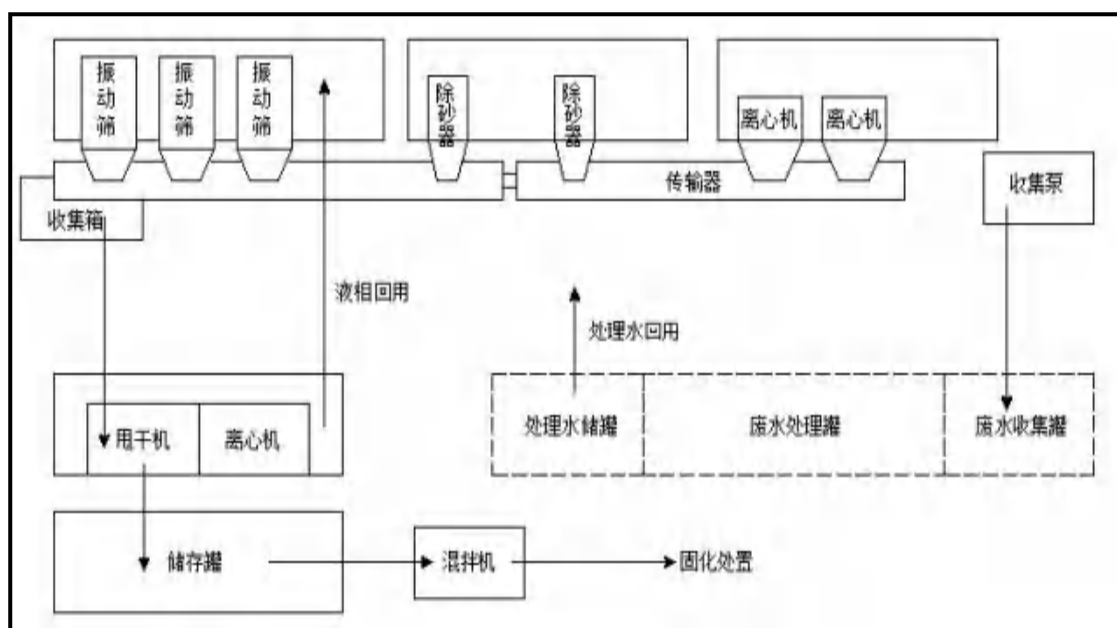 振动筛
振动筛
振动筛
除砂器
除砂器
离心机
离心机
传输器
收集泵
收集箱
液相回用
处理水回用
甩干机
离心机
处理水储罐
废水处理罐
废水收集罐
储存罐
混拌机
固化处置